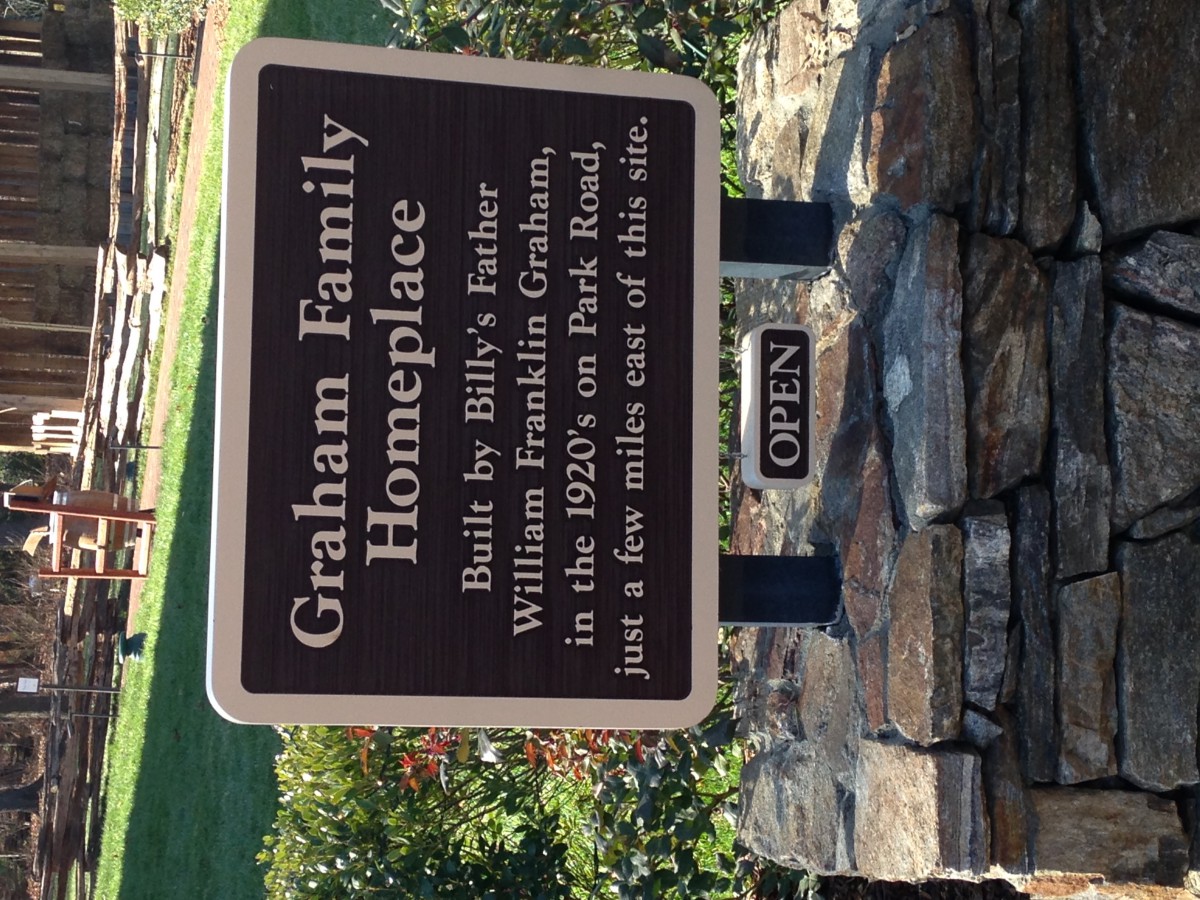 Graham Family
Homeplace
Built by Billy's Father
William Franklin Graham,
in the 1920's on Park Road,
just a few miles east of this site.
OPEN